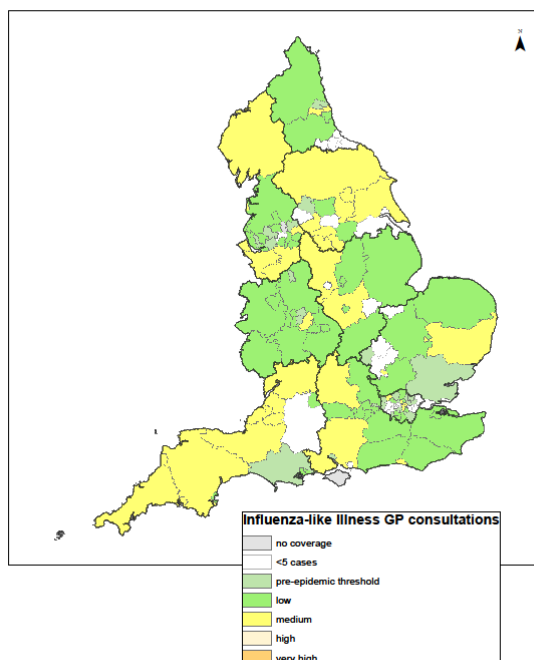 N
Influenza-like Illness GP consultations
no coverage
<5 cases
pre-epidemic threshold
low
medium
high
very high